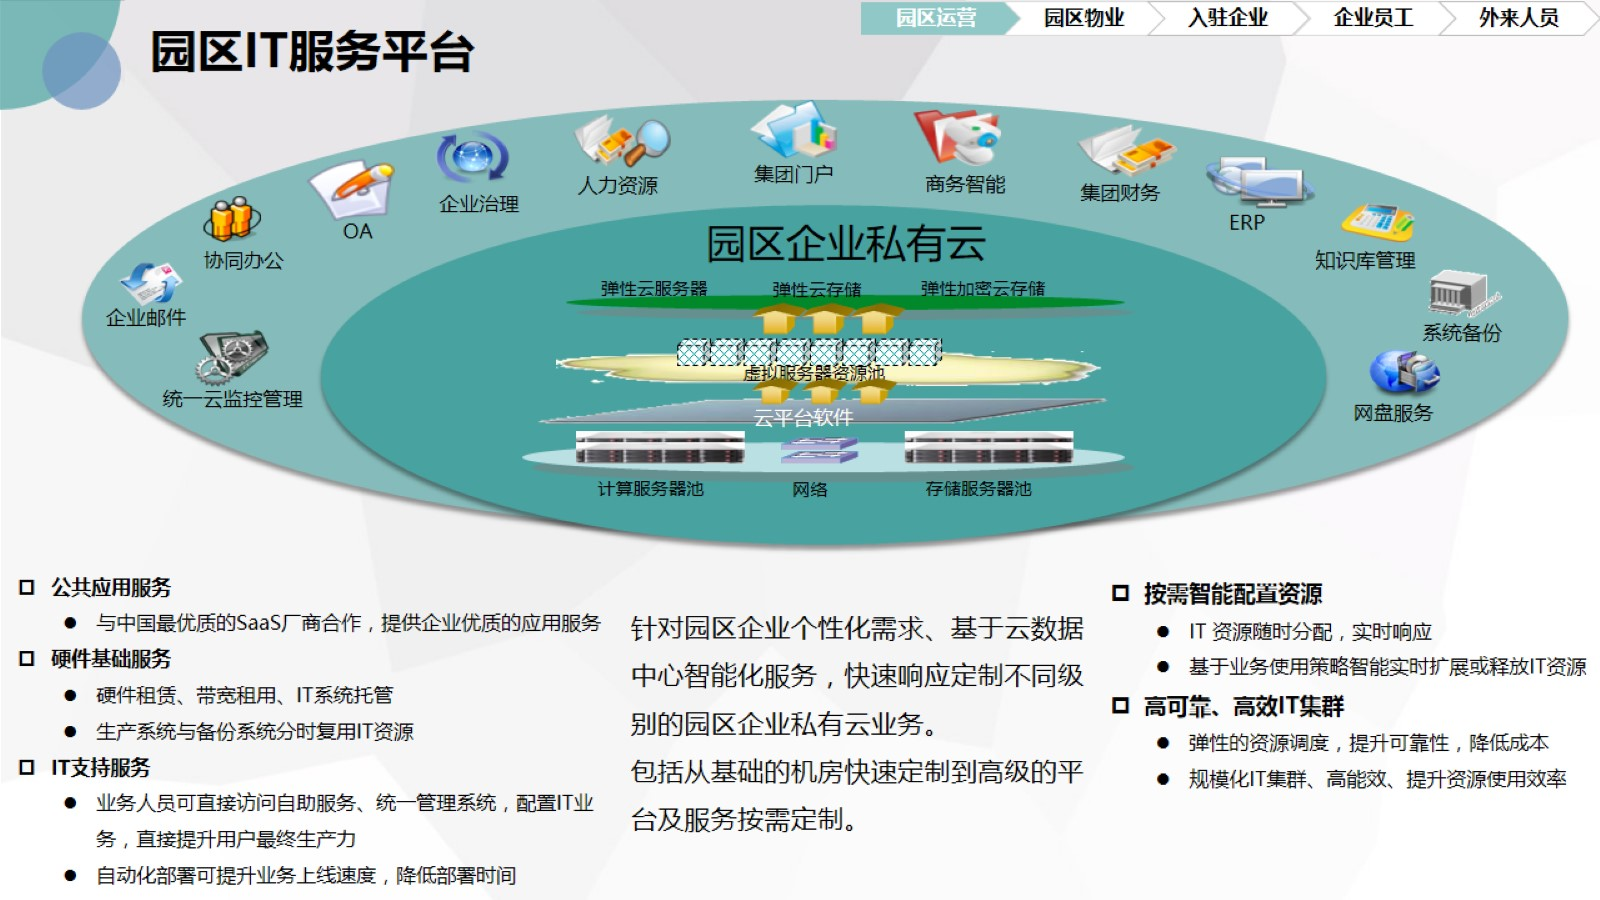 园区运营
园区物业
入驻企业
企业员工
外来人员
园区IT服务平台
集团门户
人力资源
商务智能
企业治理
集团财务
OA
ERP
协同办公
知识库管理
企业邮件
系统备份
统一云监控管理
网盘服务
园区企业私有云
弹性云服务器
弹性云存储
弹性加密云存储
虚拟服务器资源池
云平台软件
计算服务器池
网络
存储服务器池
公共应用服务
与中国最优质的SaaS厂商合作，提供企业优质的应用服务
硬件基础服务
硬件租赁、带宽租用、IT系统托管
生产系统与备份系统分时复用IT资源
IT支持服务
业务人员可直接访问自助服务、统一管理系统，配置IT业
务，直接提升用户最终生产力
自动化部署可提升业务上线速度，降低部署时间
针对园区企业个性化需求、基于云数据
中心智能化服务，快速响应定制不同级
别的园区企业私有云业务。
包括从基础的机房快速定制到高级的平
台及服务按需定制。
按需智能配置资源
IT 资源随时分配，实时响应
基于业务使用策略智能实时扩展或释放IT资源
高可靠、高效IT集群
弹性的资源调度，提升可靠性，降低成本
规模化IT集群、高能效、提升资源使用效率